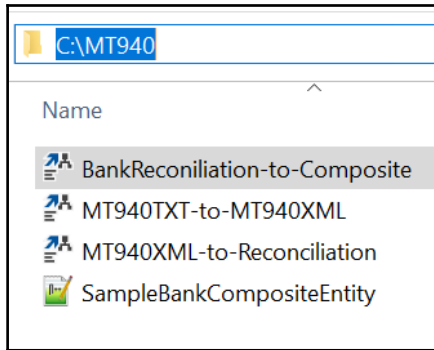 C:\MT940
Name
BankReconiliation-to-Composite
MT940TXT-to-MT940XML
MT940XML-to-Reconciliation
SampleBankCompositeEntity